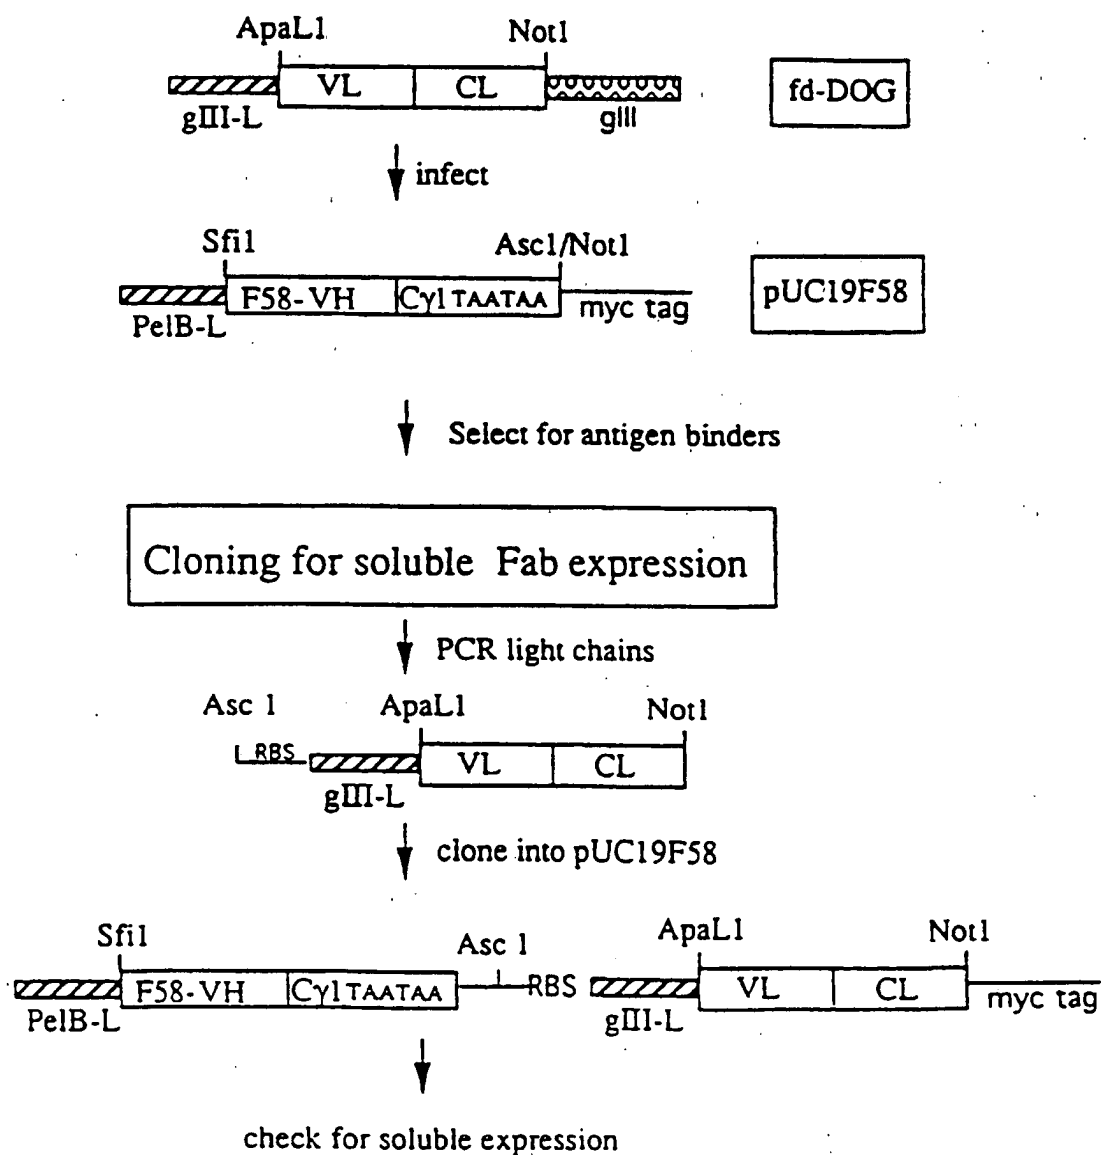 ApaL1 Not1
VL CL fd-DOG
gIII-L gIII
infect
Sfi1 Asc1/Not1
F58-VH Cγ1 TAATAA pUC19F58
PelB-L myc tag
Select for antigen binders
Cloning for soluble Fab expression
PCR light chains
Asc 1 ApaL1 Not1
RBS VL CL
gIII-L
clone into pUC19F58
Sfi1 Asc 1 ApaL1 Not1
F58-VH Cγ1 TAATAA RBS VL CL
PelB-L gIII-L myc tag
check for soluble expression